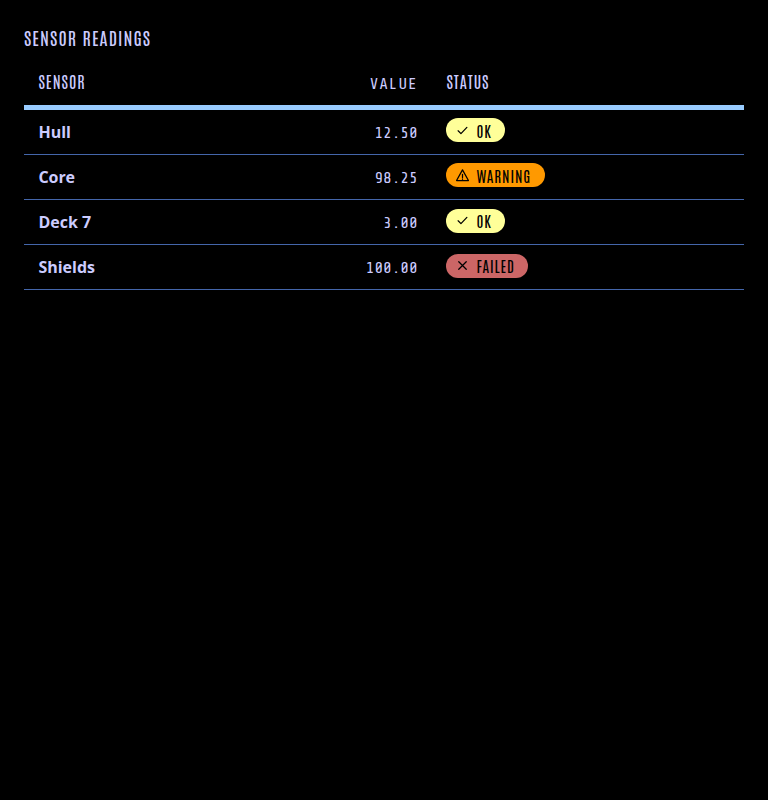 SENSOR READINGS
SENSOR VALUE STATUS
Hull 12.50 OK
Core 98.25 WARNING
Deck 7 3.00 OK
Shields 100.00 FAILED